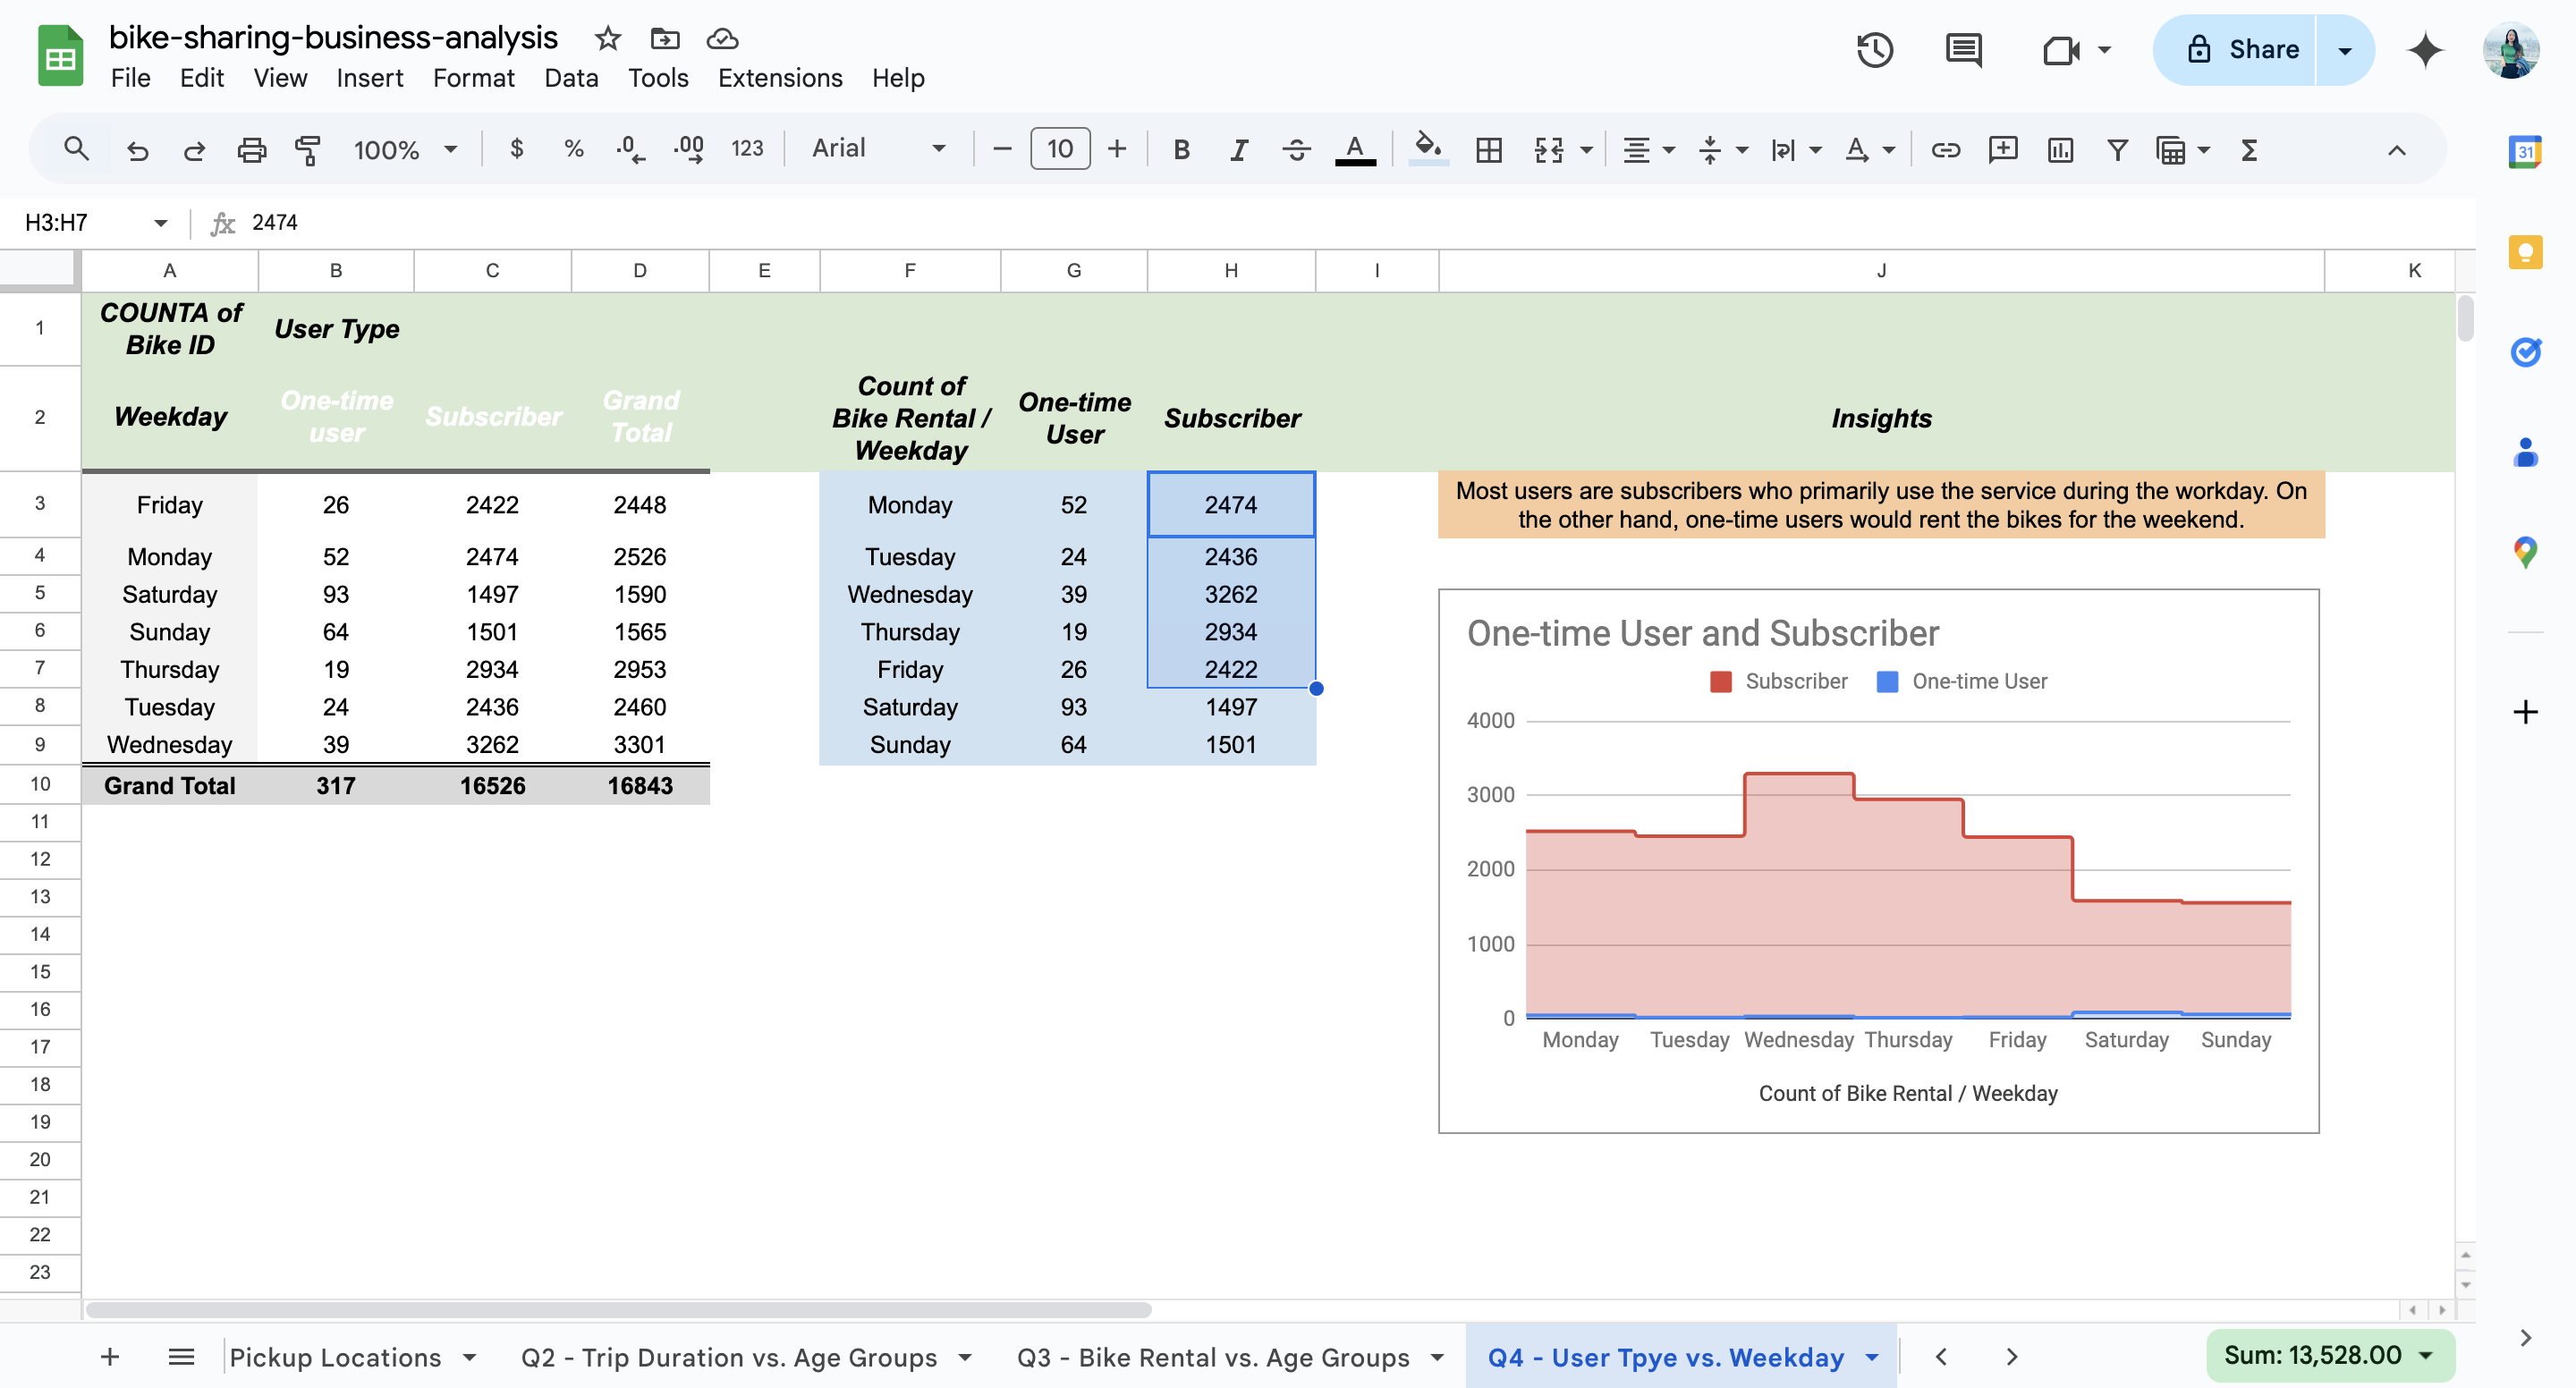 bike-sharing-business-analysis
File Edit View Insert Format Data Tools Extensions Help
Share
31
100% $ % .0 .00 123 Arial 10 B I A A
H3:H7 fx 2474
A B C D E F G H I J K
1 COUNTA of Bike ID User Type
2 Weekday One-time user Subscriber Grand Total Count of Bike Rental / Weekday One-time User Subscriber Insights
3 Friday 26 2422 2448 Monday 52 2474 Most users are subscribers who primarily use the service during the workday. On
the other hand, one-time users would rent the bikes for the weekend.
4 Monday 52 2474 2526 Tuesday 24 2436
5 Saturday 93 1497 1590 Wednesday 39 3262
6 Sunday 64 1501 1565 Thursday 19 2934
7 Thursday 19 2934 2953 Friday 26 2422
8 Tuesday 24 2436 2460 Saturday 93 1497
9 Wednesday 39 3262 3301 Sunday 64 1501
10 Grand Total 317 16526 16843
11
12
13
14
15
16
17
18
19
20
21
22
23
One-time User and Subscriber
Subscriber One-time User
4000
3000
2000
1000
0
Monday Tuesday Wednesday Thursday Friday Saturday Sunday
Count of Bike Rental / Weekday
Pickup Locations Q2 - Trip Duration vs. Age Groups Q3 - Bike Rental vs. Age Groups Q4 - User Tpye vs. Weekday Sum: 13,528.00